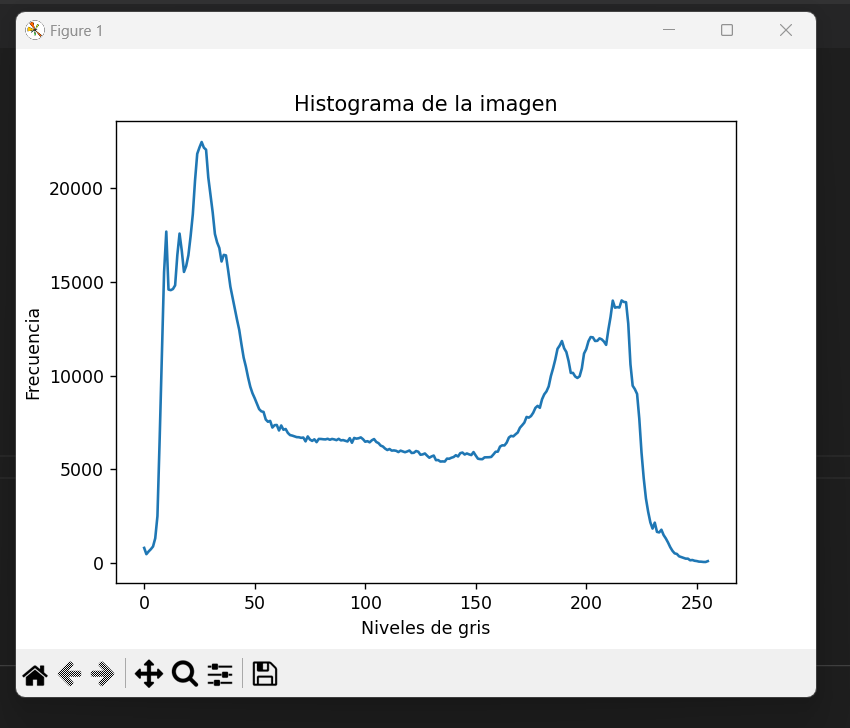 Figure 1
Histograma de la imagen
Frecuencia
20000
15000
10000
5000
0
0 50 100 150 200 250
Niveles de gris